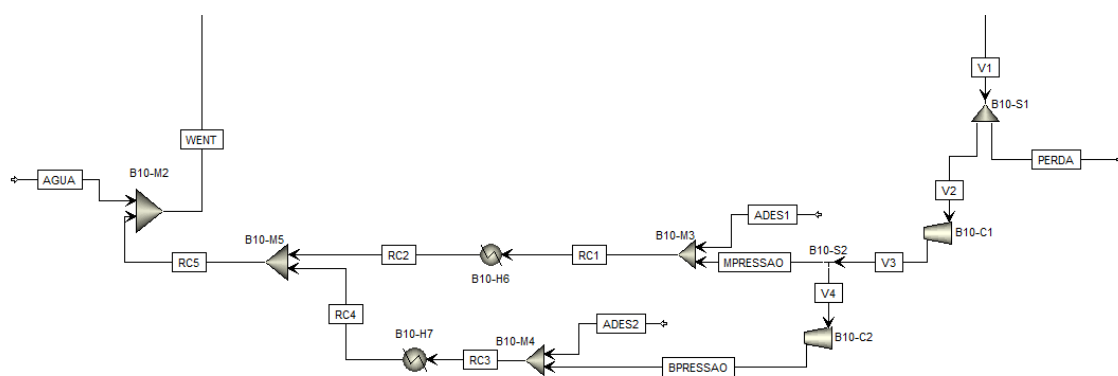 V1
B10-S1
WENT
PERDA
B10-M2
AGUA
V2
ADES1
B10-C1
B10-M5
B10-M3
B10-S2
RC5
RC2
RC1
MPRESSAO
V3
B10-H6
V4
RC4
ADES2
B10-H7
B10-M4
B10-C2
RC3
BPRESSAO